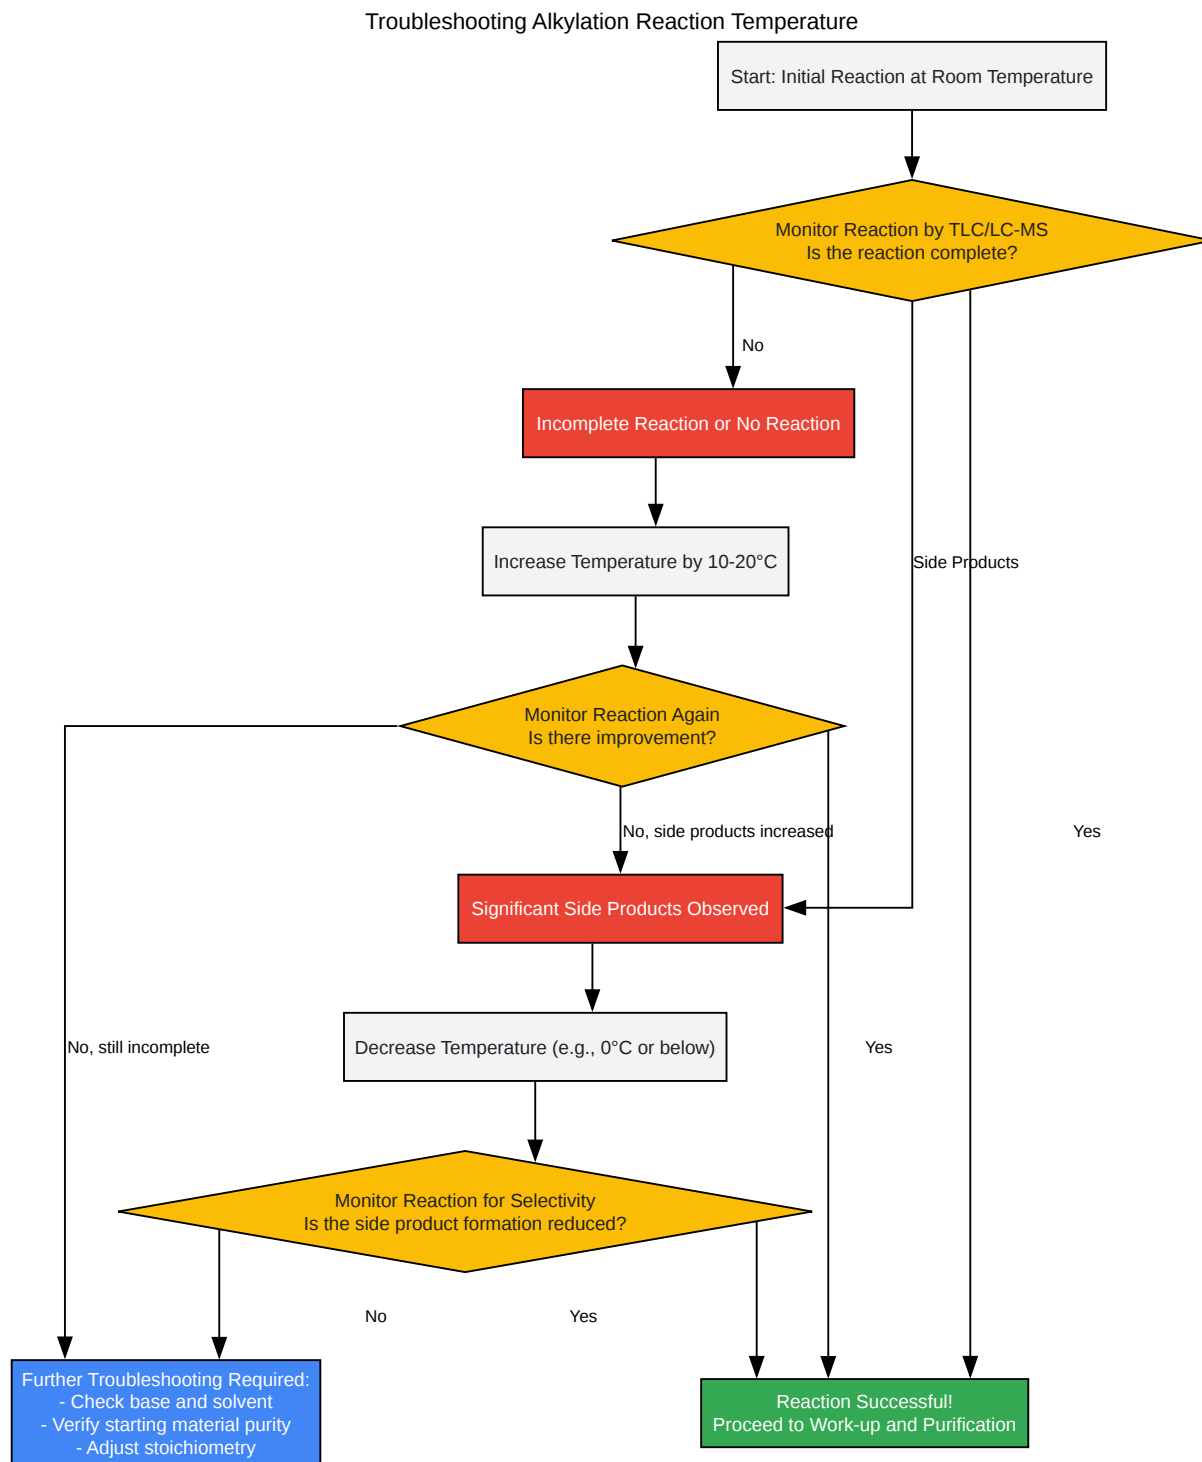 Troubleshooting Alkylation Reaction Temperature
Start: Initial Reaction at Room Temperature
Monitor Reaction by TLC/LC-MS
Is the reaction complete?
No
Incomplete Reaction or No Reaction
Increase Temperature by 10-20°C
Side Products
Monitor Reaction Again
Is there improvement?
No, side products increased
Yes
Significant Side Products Observed
Decrease Temperature (e.g., 0°C or below)
No, still incomplete
Yes
Monitor Reaction for Selectivity
Is the side product formation reduced?
No
Yes
Further Troubleshooting Required:
- Check base and solvent
- Verify starting material purity
- Adjust stoichiometry
Reaction Successful!
Proceed to Work-up and Purification